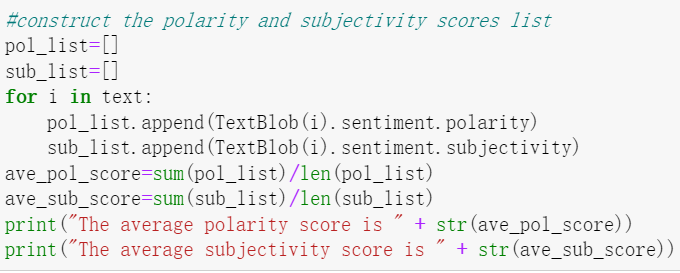 #construct the polarity and subjectivity scores list
pol_list=[]
sub_list=[]
for i in text:
    pol_list.append(TextBlob(i).sentiment.polarity)
    sub_list.append(TextBlob(i).sentiment.subjectivity)
ave_pol_score=sum(pol_list)/len(pol_list)
ave_sub_score=sum(sub_list)/len(sub_list)
print("The average polarity score is " + str(ave_pol_score))
print("The average subjectivity score is " + str(ave_sub_score))